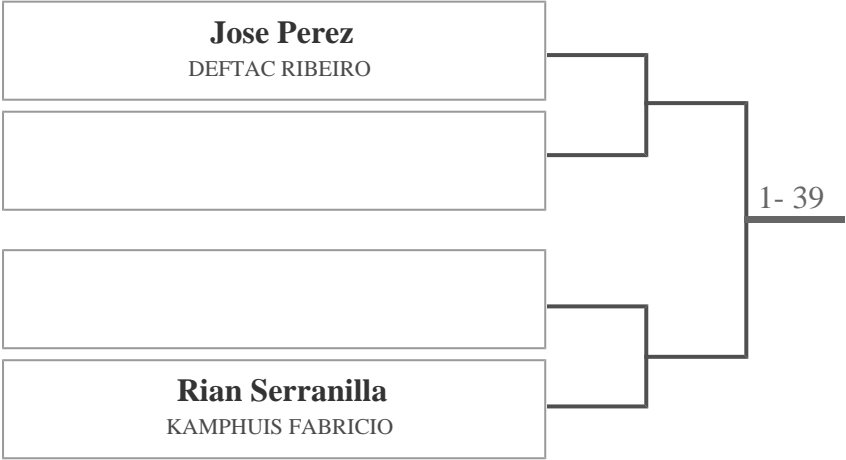 Jose Perez
DEFTAC RIBEIRO
1- 39
Rian Serranilla
KAMPHUIS FABRICIO